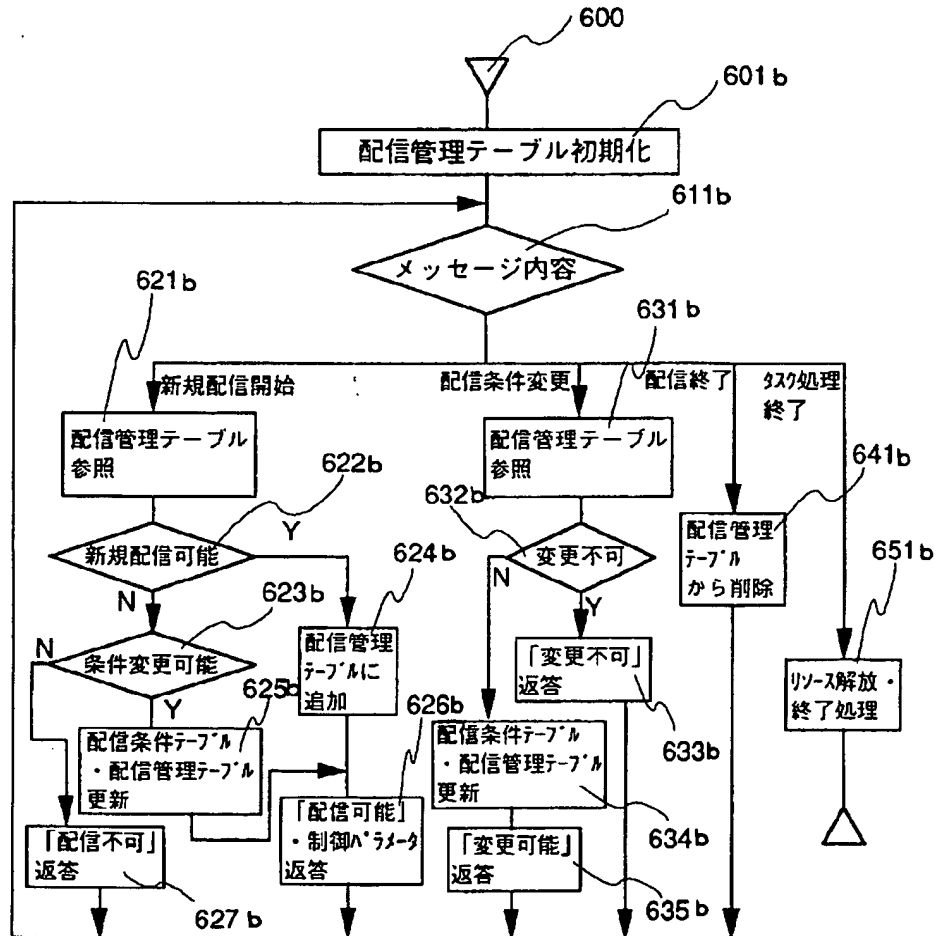 600
601b
配信管理テーブル初期化
611b
メッセージ内容
621b
631b
新規配信開始
配信条件変更
配信終了
タスク処理
終了
配信管理テーブル
参照
配信管理テーブル
参照
622b
632b
641b
新規配信可能
Y
N
変更不可
N
Y
配信管理
テーブル
から削除
624b
651b
623b
条件変更可能
N
Y
配信管理
テーブルに
追加
「変更不可」
返答
リソース解放・
終了処理
625b
626b
633b
配信条件テーブル
・配信管理テーブル
更新
配信条件テーブル
・配信管理テーブル
更新
634b
「配信不可」
返答
「配信可能」
・制御パラメータ
返答
「変更可能」
返答
627b
635b